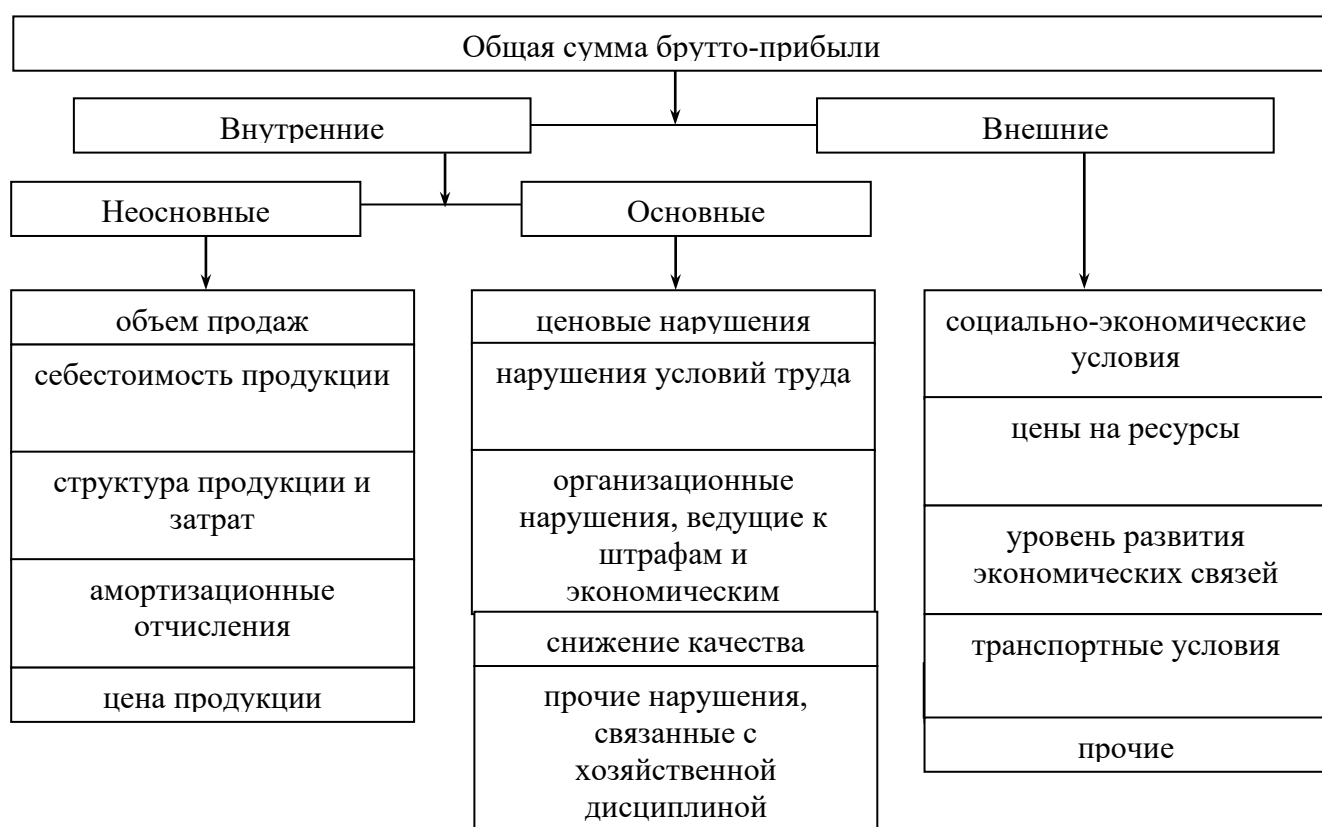 Общая сумма брутто-прибыли
Внутренние
Внешние
Неосновные
Основные
объем продаж
себестоимость продукции
структура продукции и
затрат
амортизационные
отчисления
цена продукции
ценовые нарушения
нарушения условий труда
организационные
нарушения, ведущие к
штрафам и
экономическим
снижение качества
прочие нарушения,
связанные с
хозяйственной
дисциплиной
социально-экономические
условия
цены на ресурсы
уровень развития
экономических связей
транспортные условия
прочие